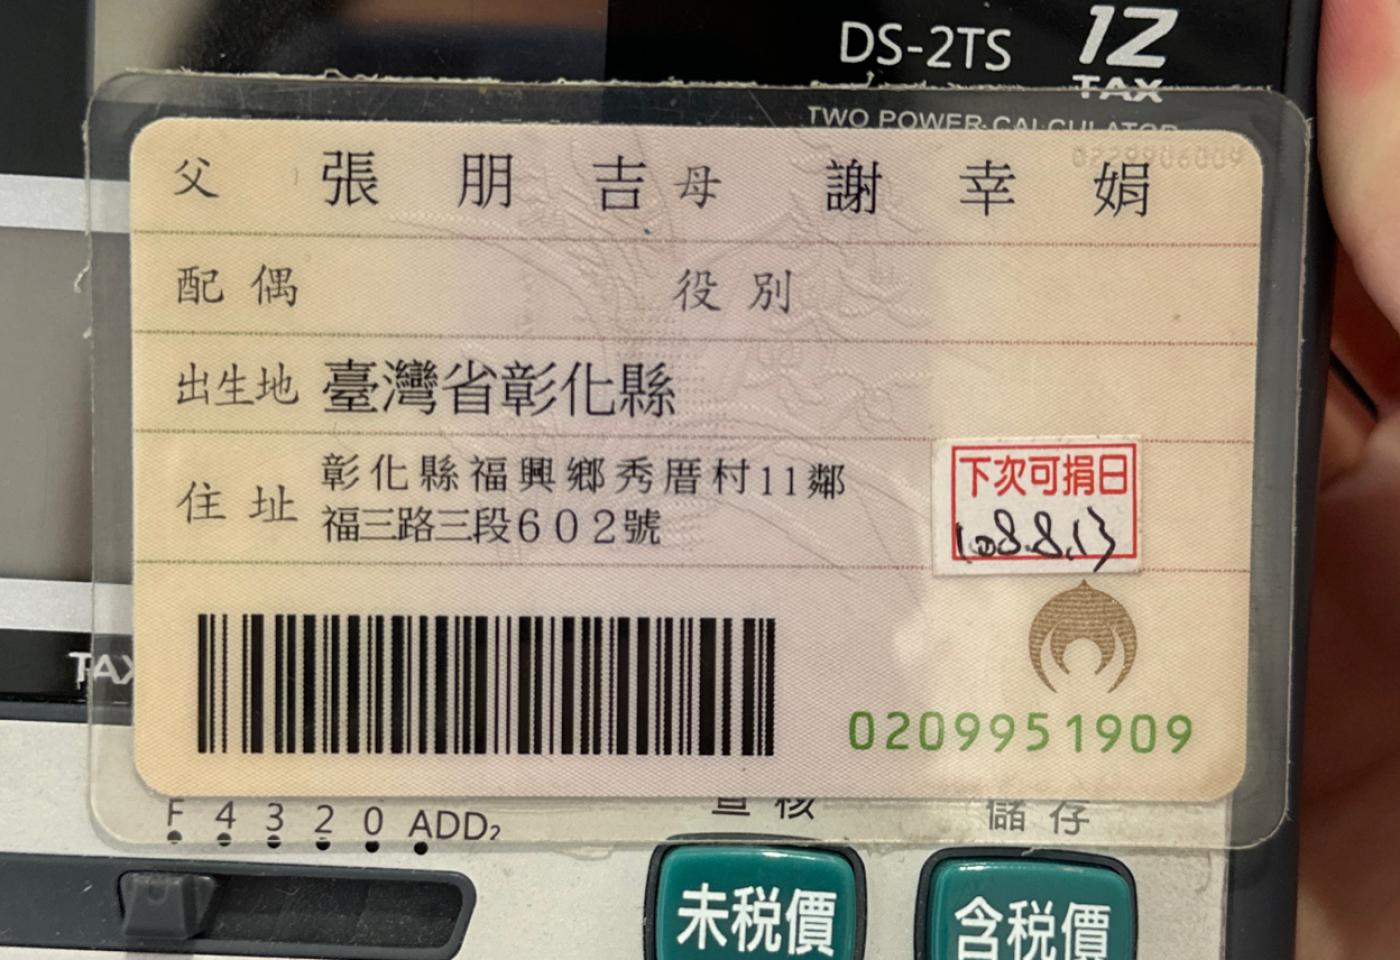 DS-2TS 12
TAX
TWO POWER CALCULATOR
父 張朋吉 母 謝幸娟
配偶 役別
出生地 臺灣省彰化縣
住址 彰化縣福興鄉秀厝村11鄰
福三路三段602號
下次可捐日
108.8.13
0209951909
TAX
F 4 3 2 0 ADD2
查核 儲存
未稅價 含稅價